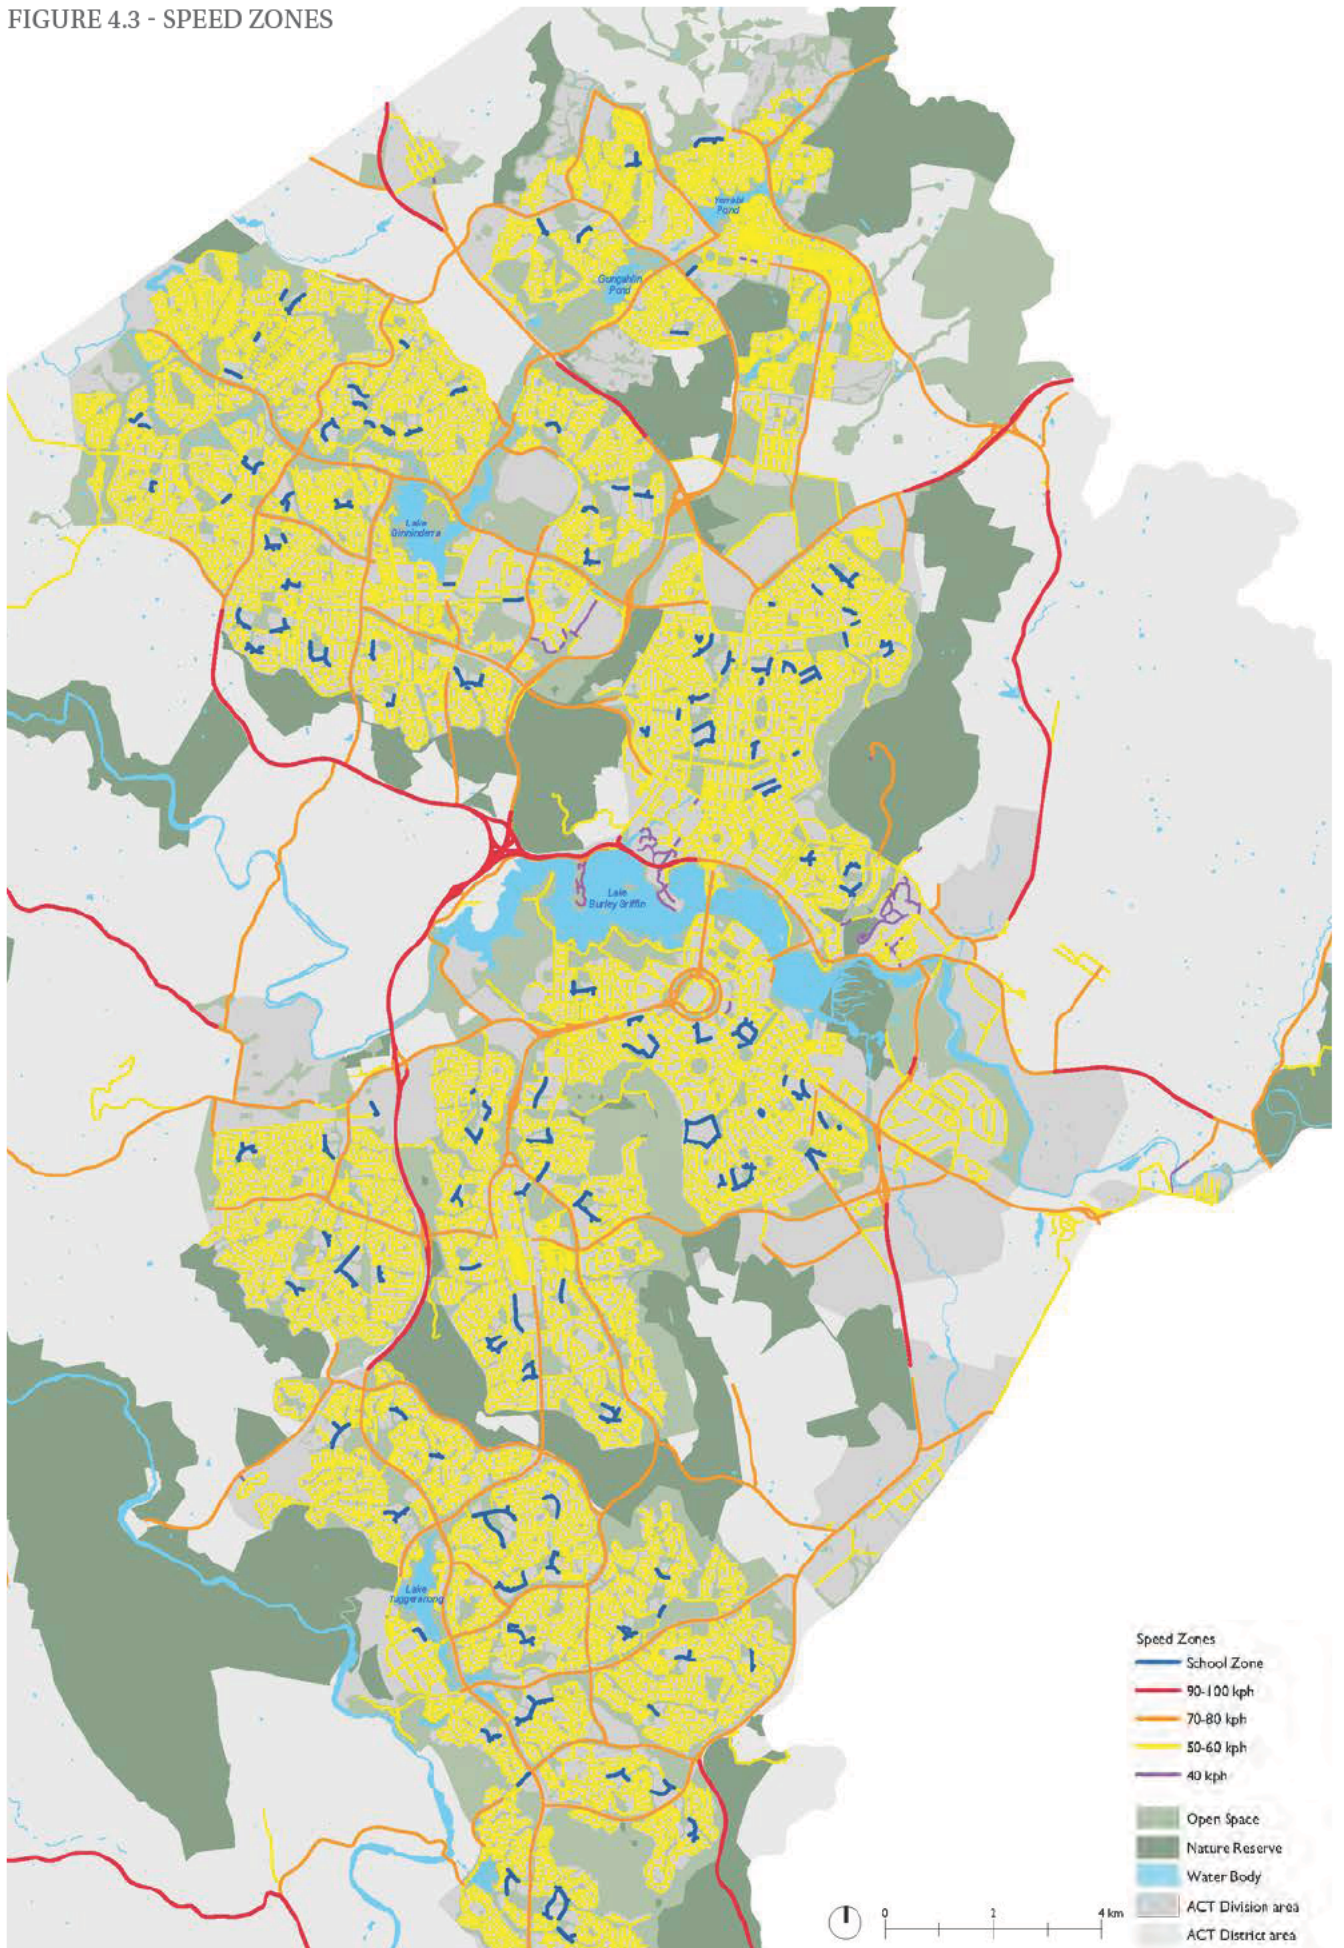 FIGURE 4.3 - SPEED ZONES
Yerrabi
Pond
Gungahlin
Pond
Lake
Ginninderra
Lake
Burley Griffin
Lake
Tuggeranong
Speed Zones
School Zone
90-100 kph
70-80 kph
50-60 kph
40 kph
Open Space
Nature Reserve
Water Body
ACT Division area
ACT District area
0 2 4 km